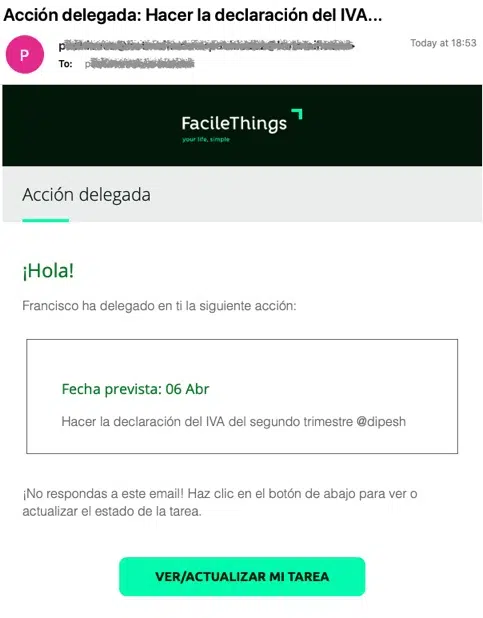 Acción delegada: Hacer la declaración del IVA...
P
Today at 18:53
To:
FacileThings
your life, simple
Acción delegada
¡Hola!
Francisco ha delegado en ti la siguiente acción:
Fecha prevista: 06 Abr
Hacer la declaración del IVA del segundo trimestre @dipesh
¡No respondas a este email! Haz clic en el botón de abajo para ver o
actualizar el estado de la tarea.
VER/ACTUALIZAR MI TAREA